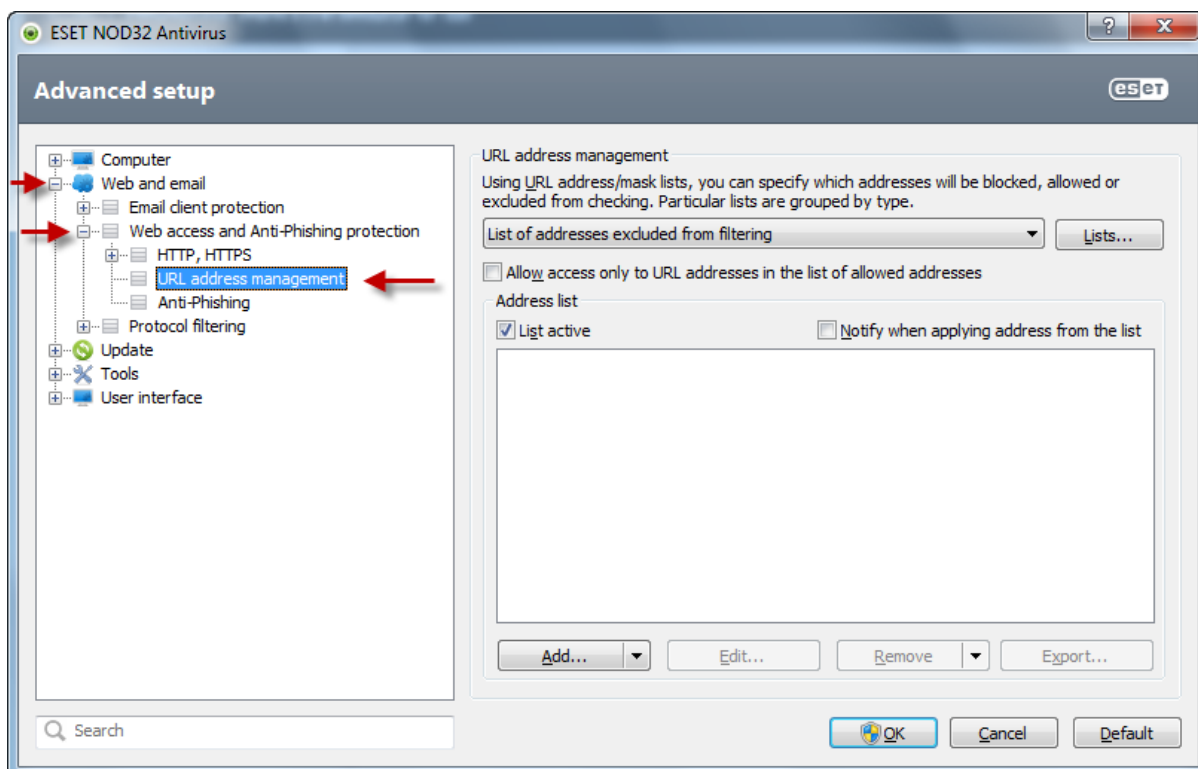 ESET NOD32 Antivirus
?
X
Advanced setup
eseT
Computer
Web and email
Email client protection
Web access and Anti-Phishing protection
HTTP, HTTPS
URL address management
Anti-Phishing
Protocol filtering
Update
Tools
User interface
Search
URL address management
Using URL address/mask lists, you can specify which addresses will be blocked, allowed or
excluded from checking. Particular lists are grouped by type.
List of addresses excluded from filtering
Lists...
Allow access only to URL addresses in the list of allowed addresses
Address list
List active
Notify when applying address from the list
Add...
Edit...
Remove
Export...
OK
Cancel
Default